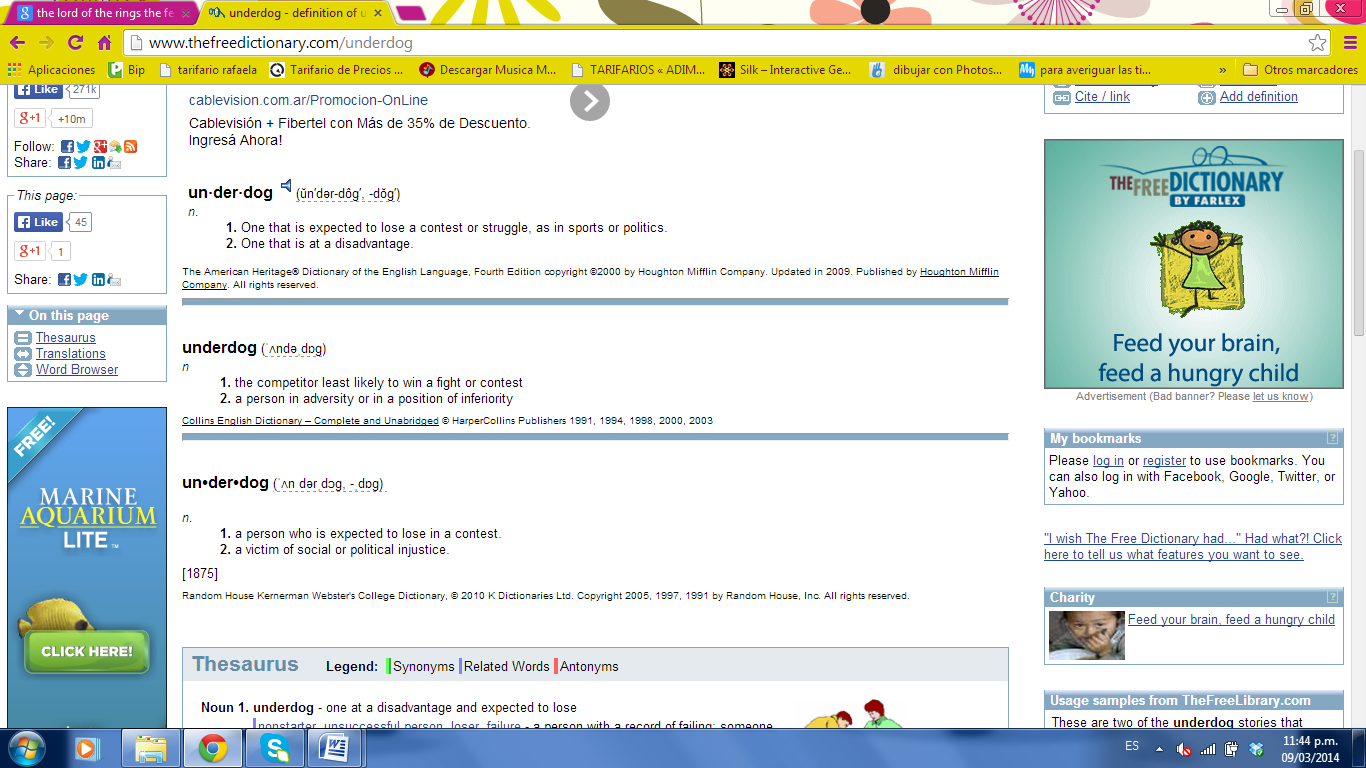 the lord of the rings the fe
underdog - definition of u
www.thefreedictionary.com/underdog
Aplicaciones
Bip
tarifario rafaela
Tarifario de Precios ...
Descargar Musica M...
TARIFARIOS « ADIM...
Silk – Interactive Ge...
dibujar con Photos...
para averiguar las ti...
»
Otros marcadores
Like 271k
g+1 +10m
Follow:
Share:
This page:
Like 45
g+1 1
Share:
On this page
Thesaurus
Translations
Word Browser
FREE!
MARINE
AQUARIUM
LITE™
CLICK HERE!
cablevision.com.ar/Promocion-OnLine
Cablevisión + Fibertel con Más de 35% de Descuento.
Ingresá Ahora!
un·der·dog (ŭn′dər-dôg′, -dŏg′)
n.
1. One that is expected to lose a contest or struggle, as in sports or politics.
2. One that is at a disadvantage.
The American Heritage® Dictionary of the English Language, Fourth Edition copyright ©2000 by Houghton Mifflin Company. Updated in 2009. Published by Houghton Mifflin
Company. All rights reserved.
underdog (ˈʌndəˌdɒɡ)
n
1. the competitor least likely to win a fight or contest
2. a person in adversity or in a position of inferiority
Collins English Dictionary – Complete and Unabridged © HarperCollins Publishers 1991, 1994, 1998, 2000, 2003
un•der•dog (ˈʌn dərˌdɔg, -ˌdɒg)
n.
1. a person who is expected to lose in a contest.
2. a victim of social or political injustice.
[1875]
Random House Kernerman Webster's College Dictionary, © 2010 K Dictionaries Ltd. Copyright 2005, 1997, 1991 by Random House, Inc. All rights reserved.
Thesaurus Legend: Synonyms Related Words Antonyms
Noun 1. underdog - one at a disadvantage and expected to lose
nonstarter, unsuccessful person, loser, failure - a person with a record of failing; someone
Cite / link
Add definition
THEFREEDICTIONARY
BY FARLEX
Feed your brain,
feed a hungry child
Advertisement (Bad banner? Please let us know)
My bookmarks ?
Please log in or register to use bookmarks. You
can also log in with Facebook, Google, Twitter, or
Yahoo.
"I wish The Free Dictionary had..." Had what?! Click
here to tell us what features you want to see.
Charity ?
Feed your brain, feed a hungry child
Usage samples from TheFreeLibrary.com
These are two of the underdog stories that
ES
11:44 p.m.
09/03/2014